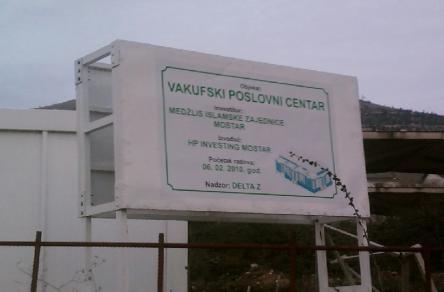 Objekat:
VAKUFSKI POSLOVNI CENTAR
Investitor:
MEDŽLIS ISLAMSKE ZAJEDNICE
MOSTAR
Izvođač:
HP INVESTING MOSTAR
Početak radova:
06. 02. 2010. god.
Nadzor: DELTA Z